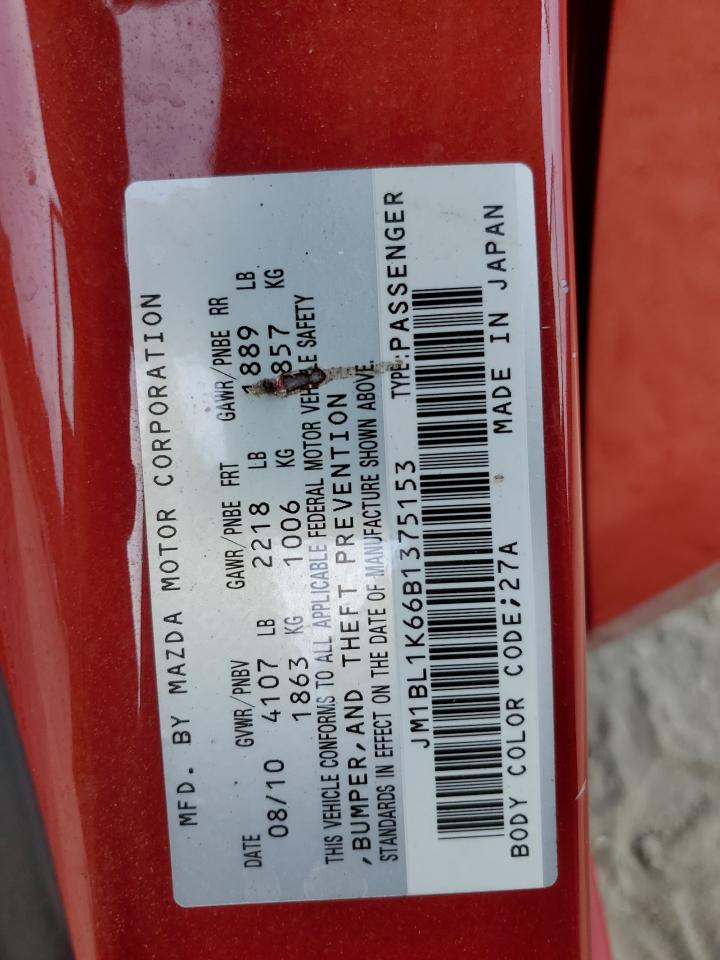 MFD. BY MAZDA MOTOR CORPORATION
DATE GVWR/PNBV GAWR/PNBE FRT GAWR/PNBE RR
08/10 4107 LB 2218 LB 1889 LB
1863 KG 1006 KG 857 KG
THIS VEHICLE CONFORMS TO ALL APPLICABLE FEDERAL MOTOR VEHICLE SAFETY
,BUMPER,AND THEFT PREVENTION
STANDARDS IN EFFECT ON THE DATE OF MANUFACTURE SHOWN ABOVE.
JM1BL1K66B1375153 TYPE:PASSENGER
BODY COLOR CODE;27A MADE IN JAPAN